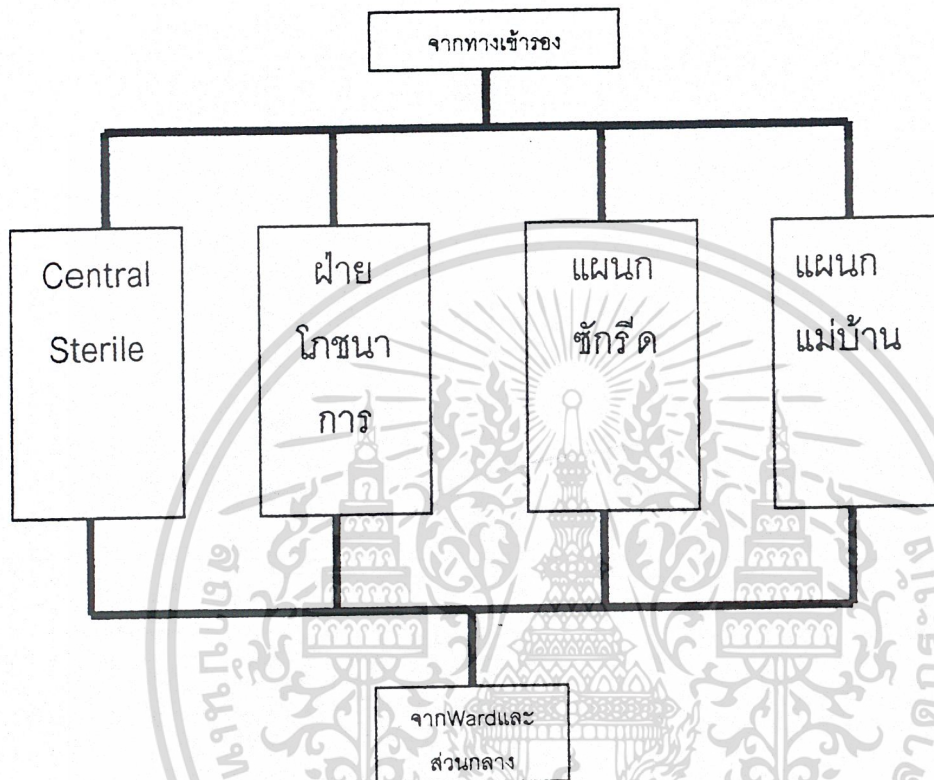 จากทางเข้ารอง
Central
Sterile
ฝ่าย
โภชนา
การ
แผนก
ซักรีด
แผนก
แม่บ้าน
จากWardและ
ส่วนกลาง